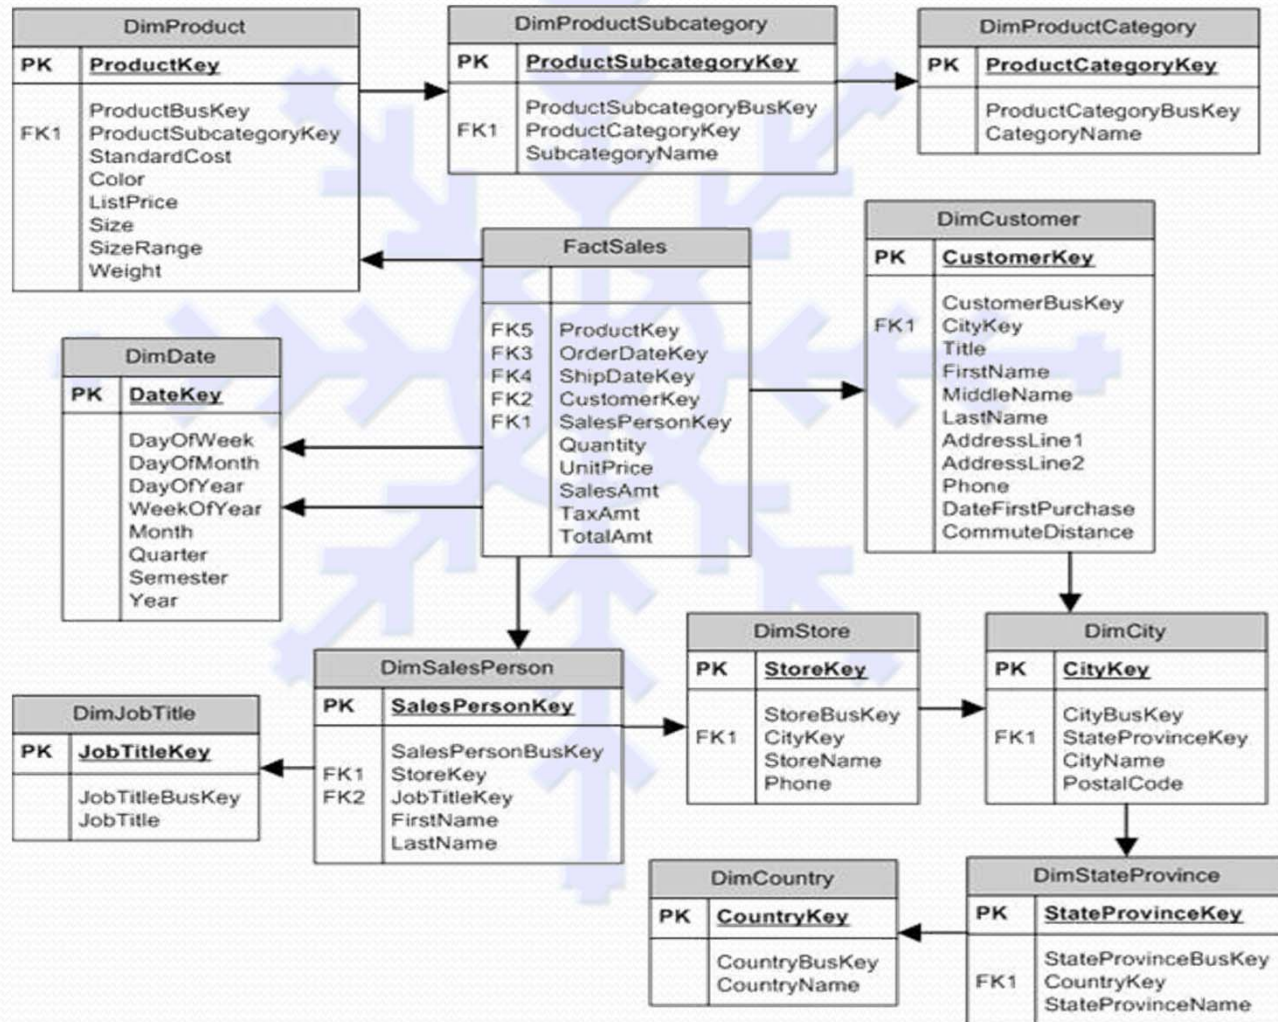 DimProduct
PK ProductKey
ProductBusKey
FK1 ProductSubcategoryKey
StandardCost
Color
ListPrice
Size
SizeRange
Weight
DimProductSubcategory
PK ProductSubcategoryKey
ProductSubcategoryBusKey
FK1 ProductCategoryKey
SubcategoryName
DimProductCategory
PK ProductCategoryKey
ProductCategoryBusKey
CategoryName
FactSales
FK5 ProductKey
FK3 OrderDateKey
FK4 ShipDateKey
FK2 CustomerKey
FK1 SalesPersonKey
Quantity
UnitPrice
SalesAmt
TaxAmt
TotalAmt
DimCustomer
PK CustomerKey
CustomerBusKey
FK1 CityKey
Title
FirstName
MiddleName
LastName
AddressLine1
AddressLine2
Phone
DateFirstPurchase
CommuteDistance
DimDate
PK DateKey
DayOfWeek
DayOfMonth
DayOfYear
WeekOfYear
Month
Quarter
Semester
Year
DimJobTitle
PK JobTitleKey
JobTitleBusKey
JobTitle
DimSalesPerson
PK SalesPersonKey
SalesPersonBusKey
FK1 StoreKey
FK2 JobTitleKey
FirstName
LastName
DimStore
PK StoreKey
StoreBusKey
FK1 CityKey
StoreName
Phone
DimCity
PK CityKey
CityBusKey
FK1 StateProvinceKey
CityName
PostalCode
DimCountry
PK CountryKey
CountryBusKey
CountryName
DimStateProvince
PK StateProvinceKey
StateProvinceBusKey
FK1 CountryKey
StateProvinceName